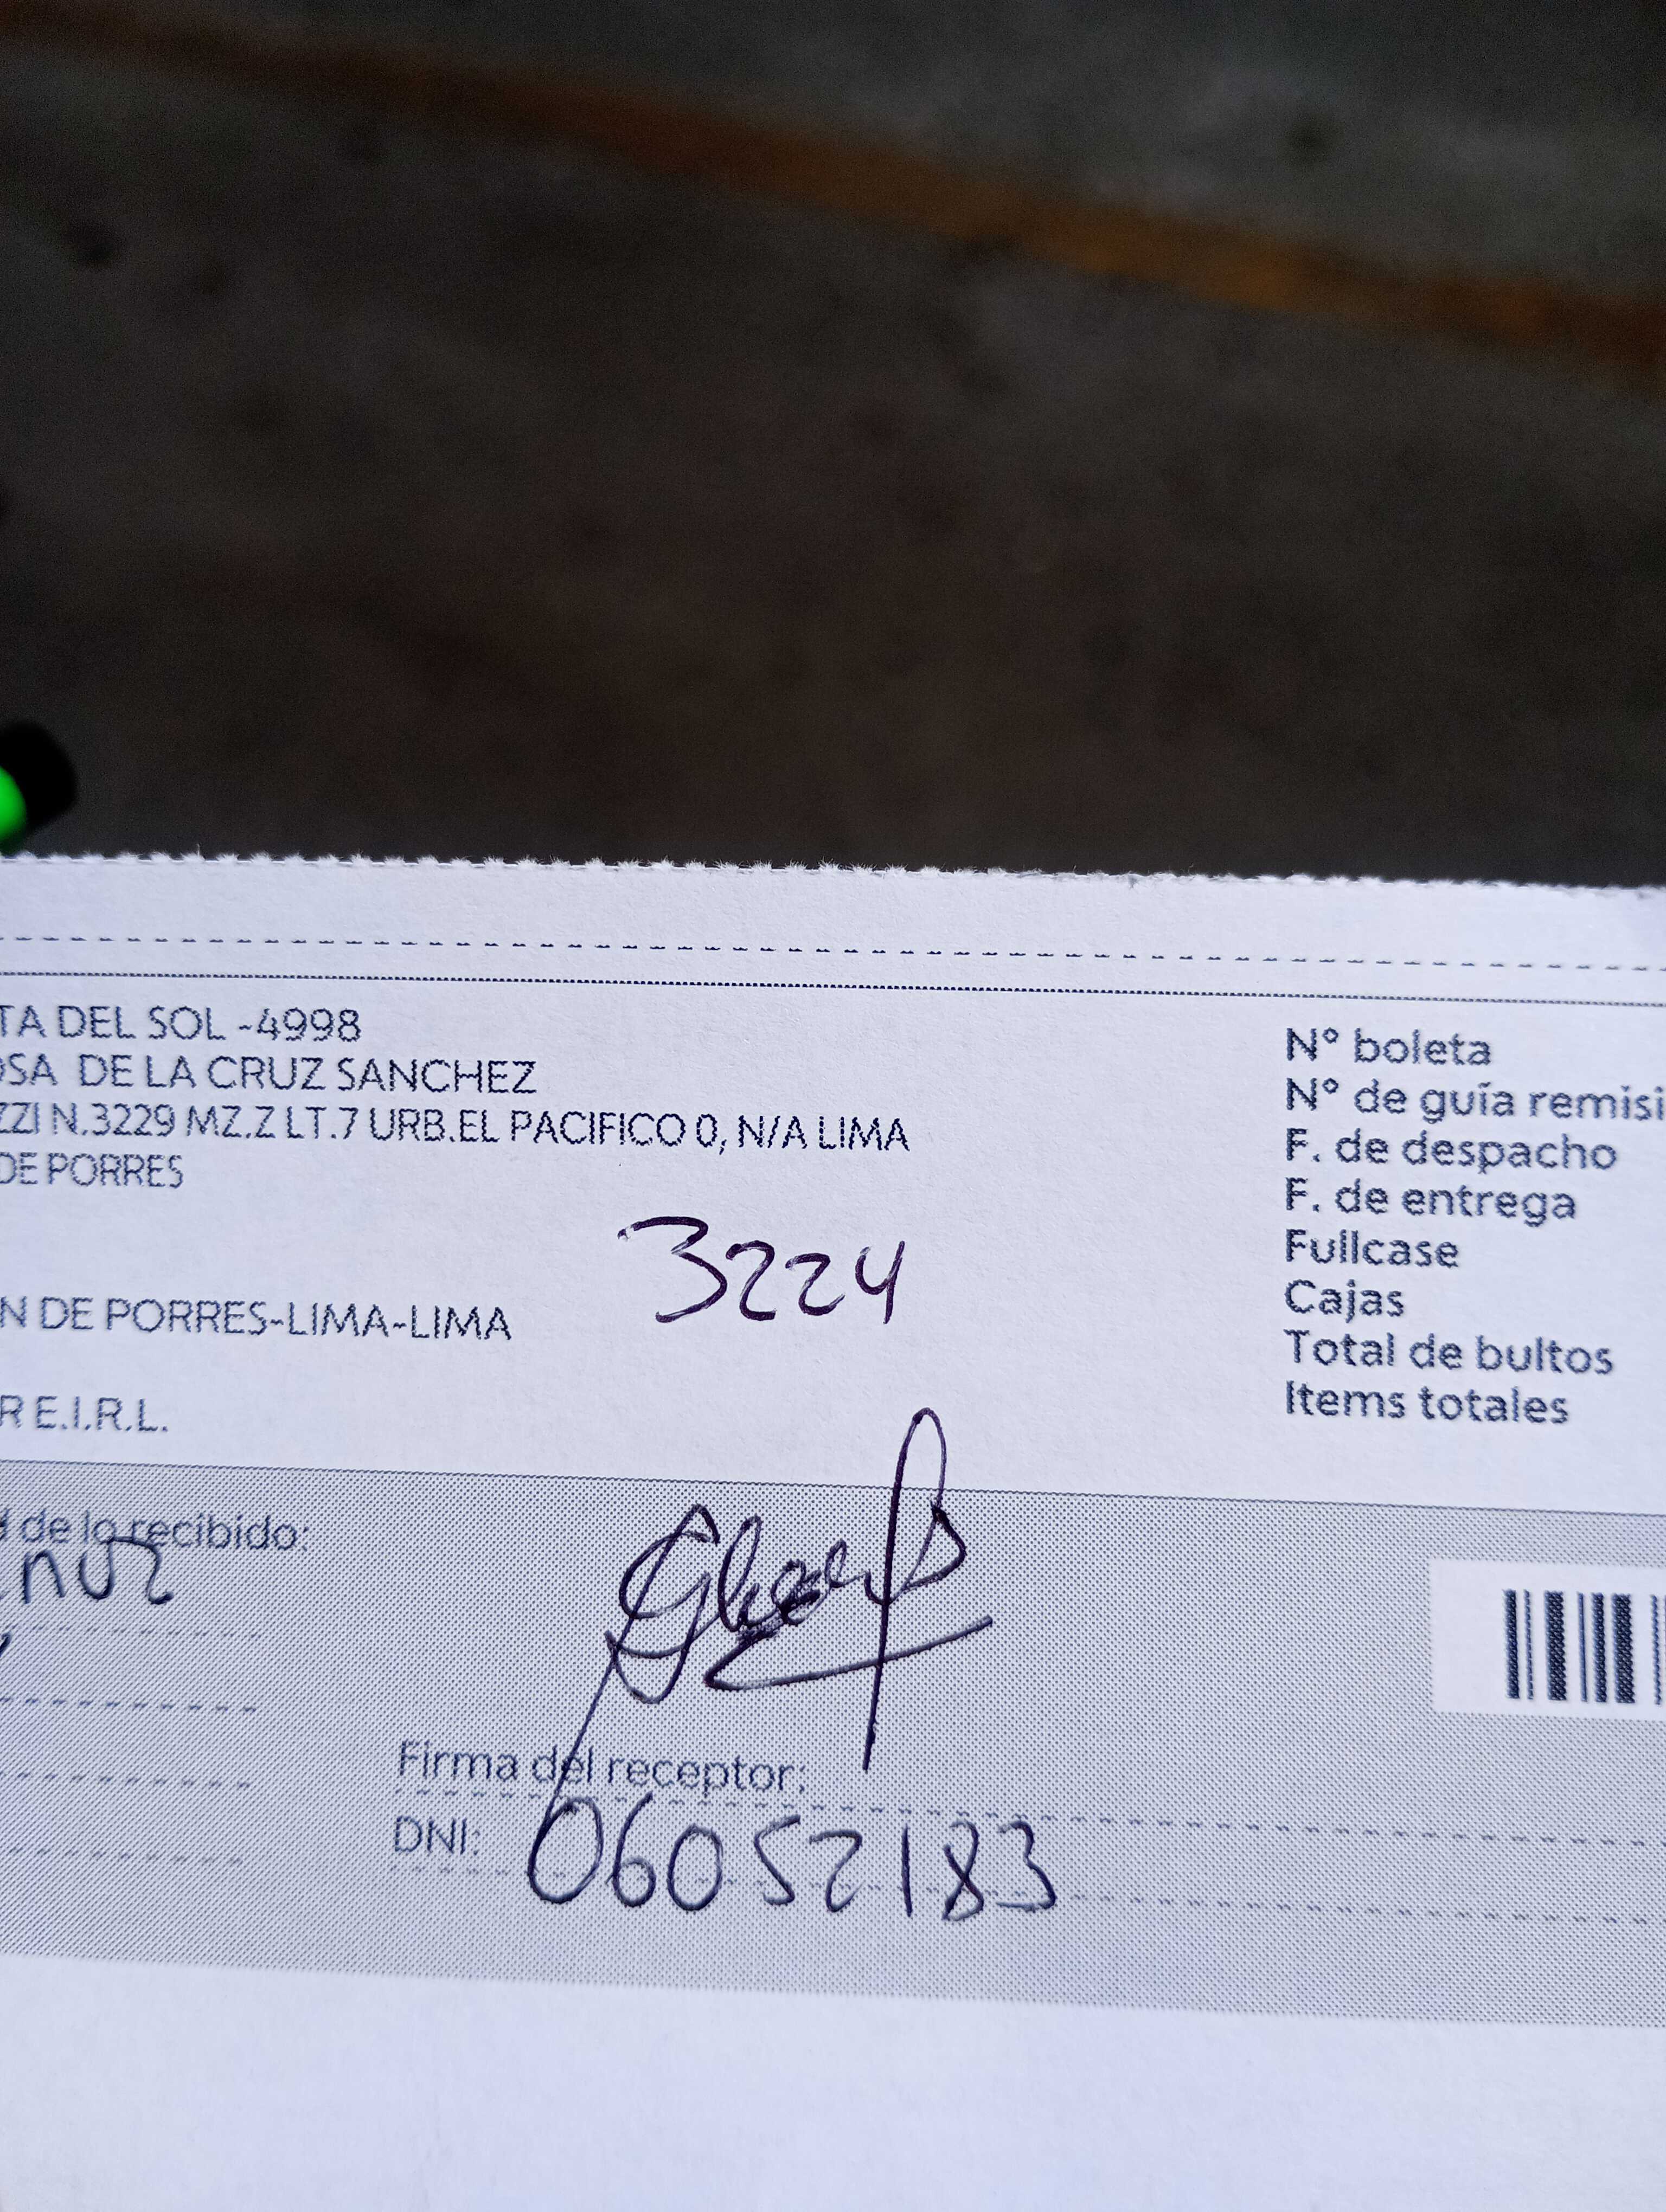 TA DEL SOL -4998
OSA DE LA CRUZ SANCHEZ
ZZI N.3229 MZ.Z LT.7 URB.EL PACIFICO 0, N/A LIMA
DE PORRES
3224
N DE PORRES-LIMA-LIMA
R E.I.R.L.
N° boleta
N° de guía remisi
F. de despacho
F. de entrega
Fullcase
Cajas
Total de bultos
Items totales
d de lo recibido:
Firma del receptor:
DNI: 06052183